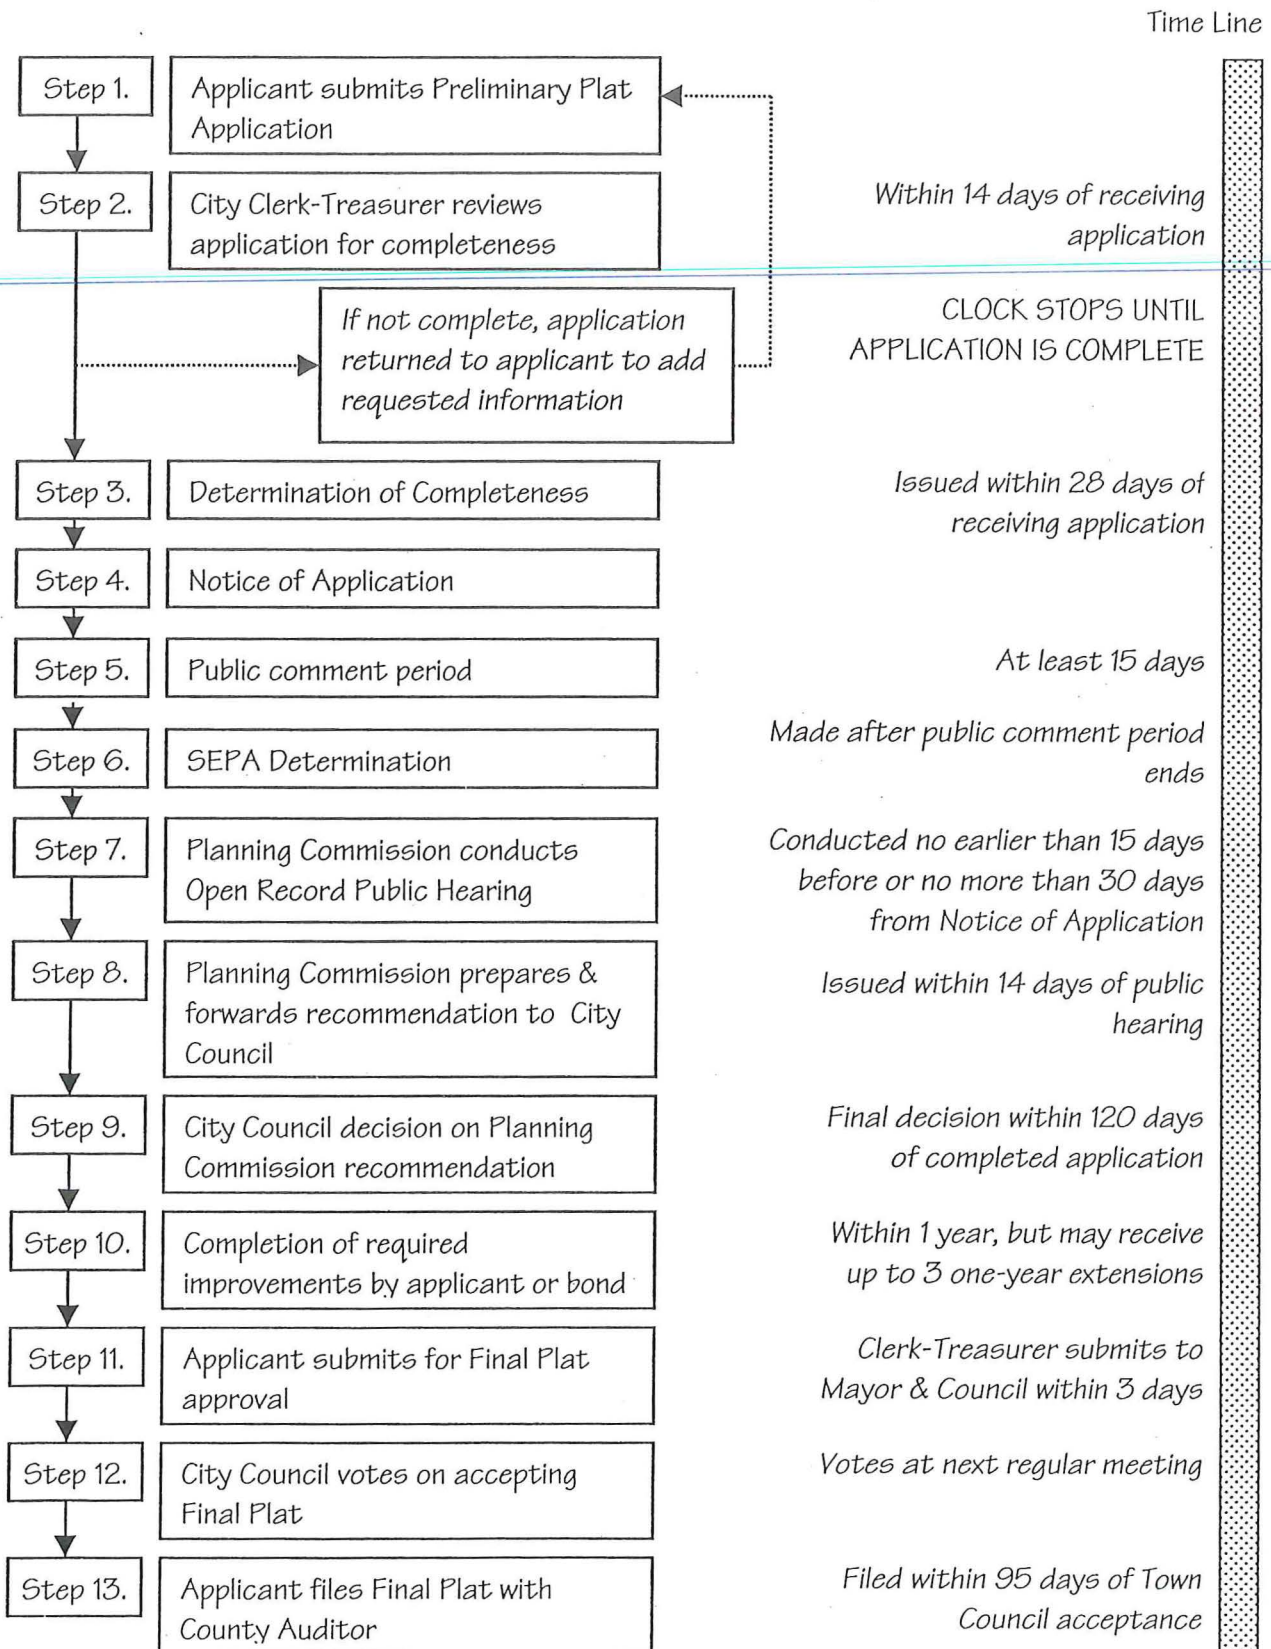 Time Line
Step 1.
Applicant submits Preliminary Plat
Application
Step 2.
City Clerk-Treasurer reviews
application for completeness
Within 14 days of receiving
application
If not complete, application
returned to applicant to add
requested information
CLOCK STOPS UNTIL
APPLICATION IS COMPLETE
Step 3.
Determination of Completeness
Issued within 28 days of
receiving application
Step 4.
Notice of Application
Step 5.
Public comment period
At least 15 days
Step 6.
SEPA Determination
Made after public comment period
ends
Step 7.
Planning Commission conducts
Open Record Public Hearing
Conducted no earlier than 15 days
before or no more than 30 days
from Notice of Application
Step 8.
Planning Commission prepares &
forwards recommendation to City
Council
Issued within 14 days of public
hearing
Step 9.
City Council decision on Planning
Commission recommendation
Final decision within 120 days
of completed application
Step 10.
Completion of required
improvements by applicant or bond
Within 1 year, but may receive
up to 3 one-year extensions
Step 11.
Applicant submits for Final Plat
approval
Clerk-Treasurer submits to
Mayor & Council within 3 days
Step 12.
City Council votes on accepting
Final Plat
Votes at next regular meeting
Step 13.
Applicant files Final Plat with
County Auditor
Filed within 95 days of Town
Council acceptance